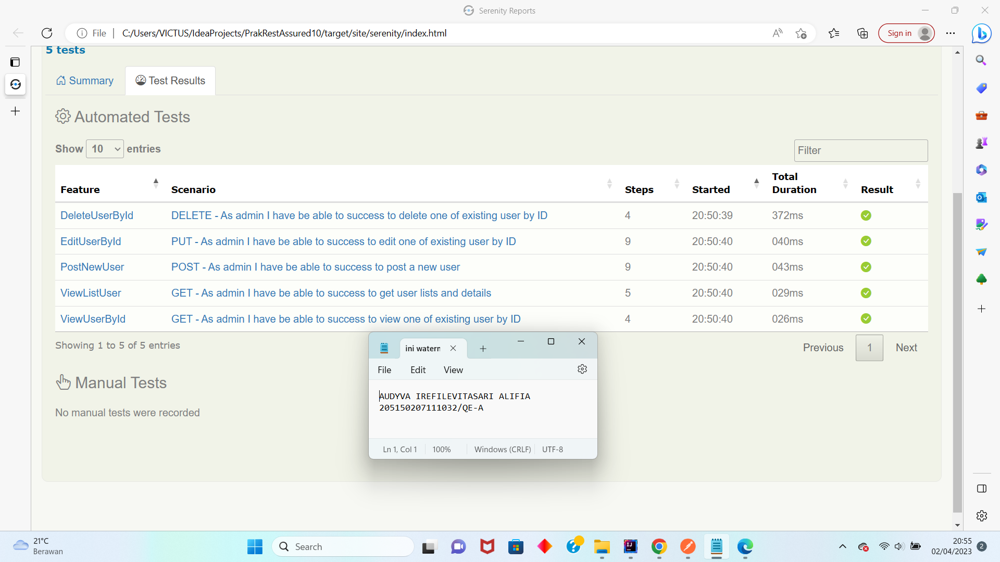 Serenity Reports
File
C:/Users/VICTUS/IdeaProjects/PrakRestAssured10/target/site/serenity/index.html
Sign in
5 tests
Summary
Test Results
Automated Tests
Show 10 entries
Filter
Feature Scenario Steps Started Total Duration Result
DeleteUserById DELETE - As admin I have be able to success to delete one of existing user by ID 4 20:50:39 372ms
EditUserById PUT - As admin I have be able to success to edit one of existing user by ID 9 20:50:40 040ms
PostNewUser POST - As admin I have be able to success to post a new user 9 20:50:40 043ms
ViewListUser GET - As admin I have be able to success to get user lists and details 5 20:50:40 029ms
ViewUserById GET - As admin I have be able to success to view one of existing user by ID 4 20:50:40 026ms
Showing 1 to 5 of 5 entries
Previous 1 Next
Manual Tests
No manual tests were recorded
ini watern
File Edit View
AUDYVA IREFILEVITASARI ALIFIA
205150207111032/QE-A
Ln 1, Col 1 100% Windows (CRLF) UTF-8
21°C
Berawan
Search
20:55
02/04/2023
2